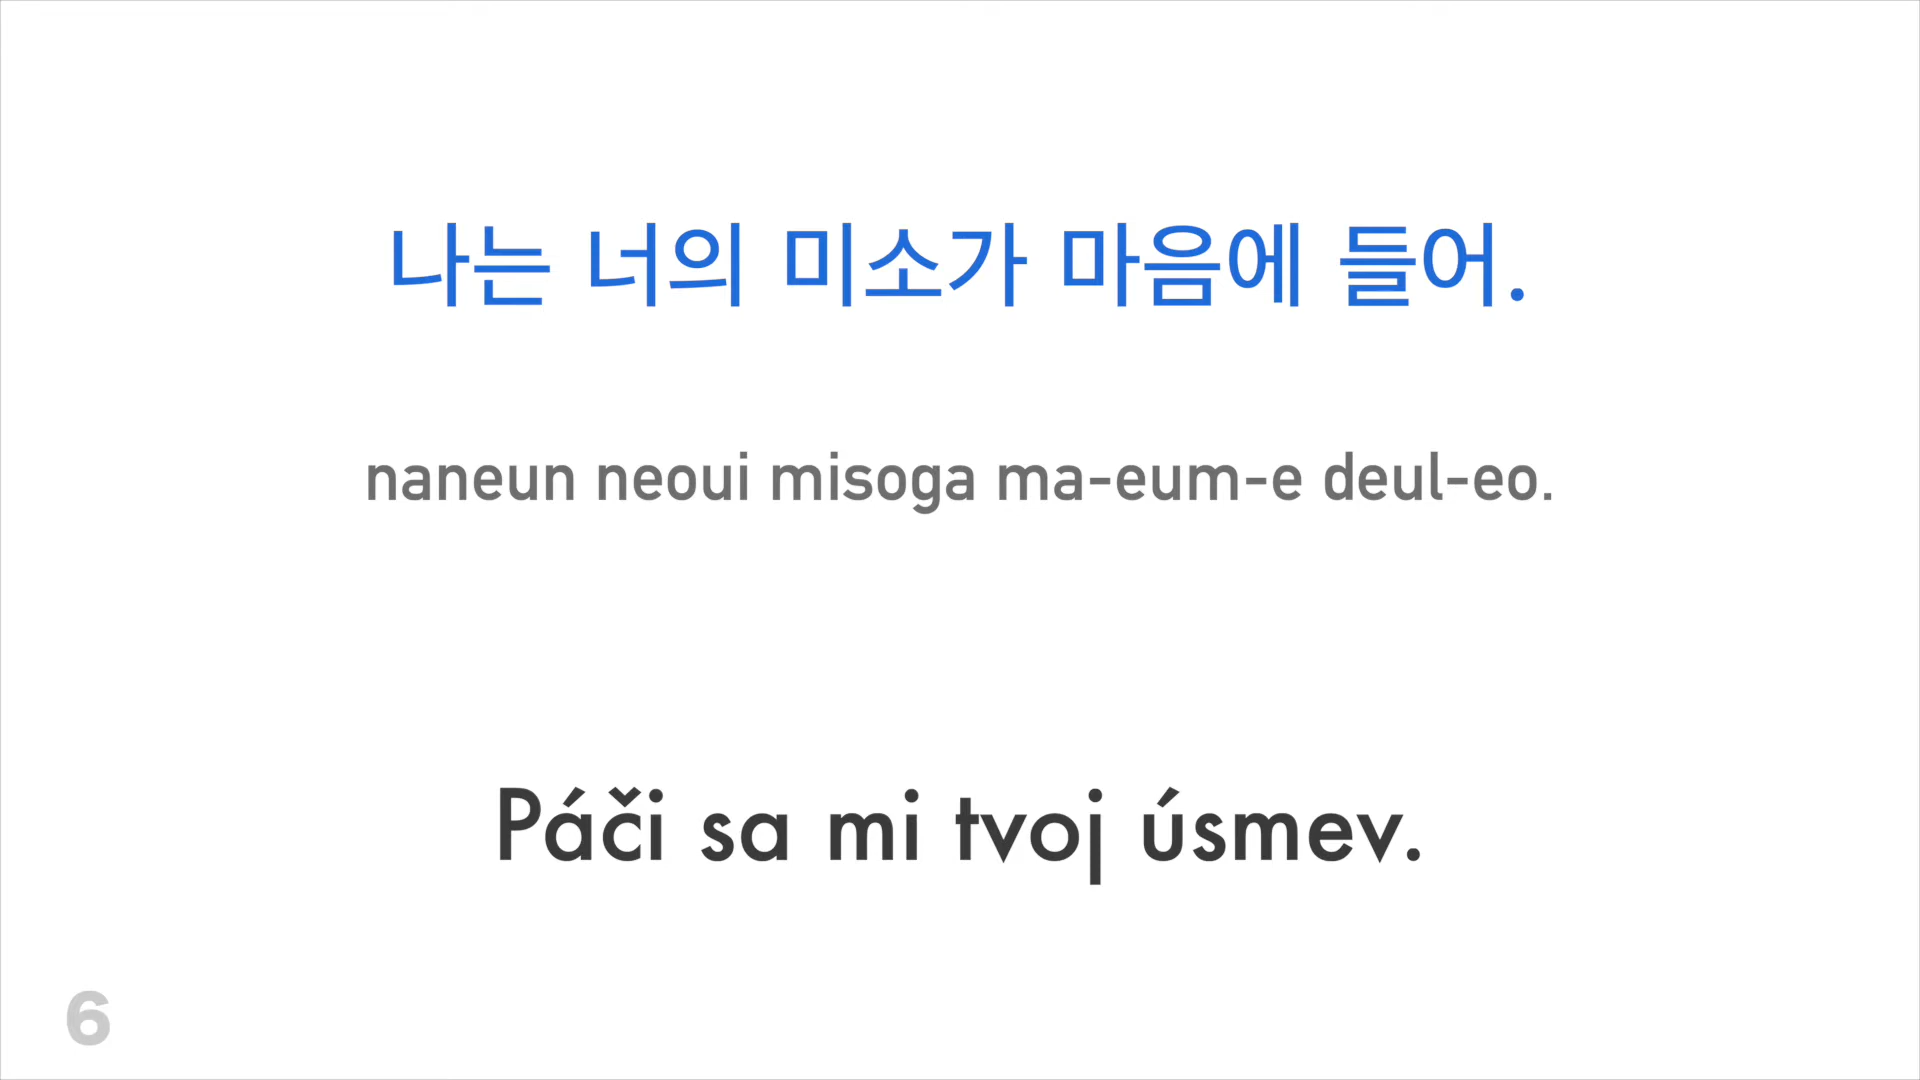 나는 너의 미소가 마음에 들어.
naneun neoui misoga ma-eum-e deul-eo.
Páči sa mi tvoj úsmev.
6